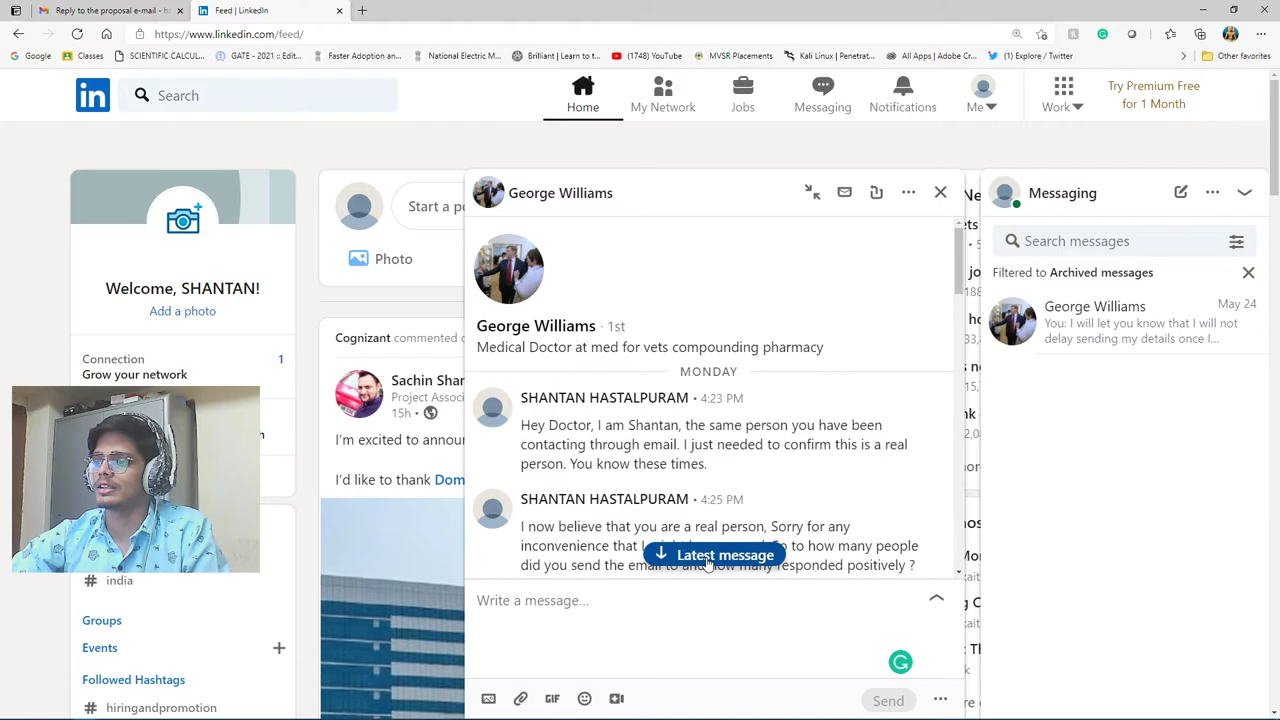 Reply to the proposal e-mail - h
Feed | LinkedIn
https://www.linkedin.com/feed/
Gmail
Classes
SCIENTIFIC CALCUL...
GATE - 2021 :: Edit...
Faster Adoption and...
National Electric M...
Brilliant | Learn to t...
(1748) YouTube
MVSR Placements
Kali Linux | Penetrat...
All Apps | Adobe Cr...
(1) Explore / Twitter
Other favorites
in
Search
Home
My Network
Jobs
Messaging
Notifications
Me
Work
Try Premium Free
for 1 Month
Welcome, SHANTAN!
Add a photo
Connection
1
Grow your network
# india
Groups
Events
Followed Hashtags
# hiringandpromotion
Start a po
Photo
Cognizant commented o
Sachin Shar
Project Assoc
15h •
I'm excited to annou
I'd like to thank Dom
George Williams
George Williams · 1st
Medical Doctor at med for vets compounding pharmacy
MONDAY
SHANTAN HASTALPURAM • 4:23 PM
Hey Doctor, I am Shantan, the same person you have been
contacting through email. I just needed to confirm this is a real
person. You know these times.
SHANTAN HASTALPURAM • 4:25 PM
I now believe that you are a real person, Sorry for any
inconvenience that to how many people
Latest message
did you send the email to and how many responded positively ?
Write a message...
GIF
Send
Messaging
Search messages
Filtered to Archived messages
George Williams
May 24
You: I will let you know that I will not
delay sending my details once I...